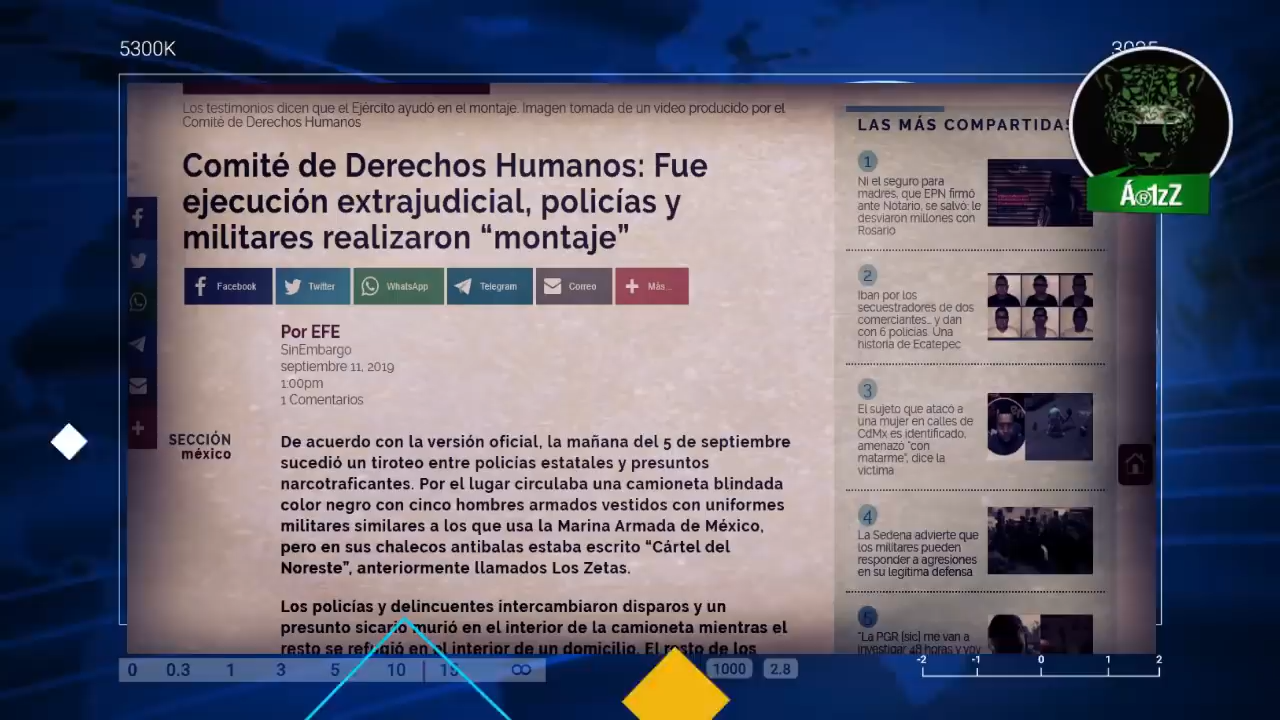 5300K
Los testimonios dicen que el Ejército ayudó en el montaje. Imagen tomada de un video producido por el
Comité de Derechos Humanos
Comité de Derechos Humanos: Fue
ejecución extrajudicial, policías y
militares realizaron “montaje”
Facebook
Twitter
WhatsApp
Telegram
Correo
Más...
Por EFE
SinEmbargo
septiembre 11, 2019
1:00pm
1 Comentarios
SECCIÓN
méxico
De acuerdo con la versión oficial, la mañana del 5 de septiembre
sucedió un tiroteo entre policías estatales y presuntos
narcotraficantes. Por el lugar circulaba una camioneta blindada
color negro con cinco hombres armados vestidos con uniformes
militares similares a los que usa la Marina Armada de México,
pero en sus chalecos antibalas estaba escrito “Cártel del
Noreste”, anteriormente llamados Los Zetas.
Los policías y delincuentes intercambiaron disparos y un
presunto sicario murió en el interior de la camioneta mientras el
resto se refugió en el interior de un domicilio. El resto de los
LAS MÁS COMPARTIDAS
1
Ni el seguro para
madres, que EPN firmó
ante Notario, se salvó: le
desviaron millones con
Rosario
2
Iban por los
secuestradores de dos
comerciantes… y dan
con 6 policías. Una
historia de Ecatepec
3
El sujeto que atacó a
una mujer en calles de
CdMx es identificado,
amenazó "con
matarme", dice la
víctima
4
La Sedena advierte que
los militares pueden
responder a agresiones
en su legítima defensa
5
"La PGR [sic] me van a
investigar 48 horas y voy
Á®1zZ
0 0.3 1 3 5 10 15 ∞
1000
2.8
-2 -1 0 1 2